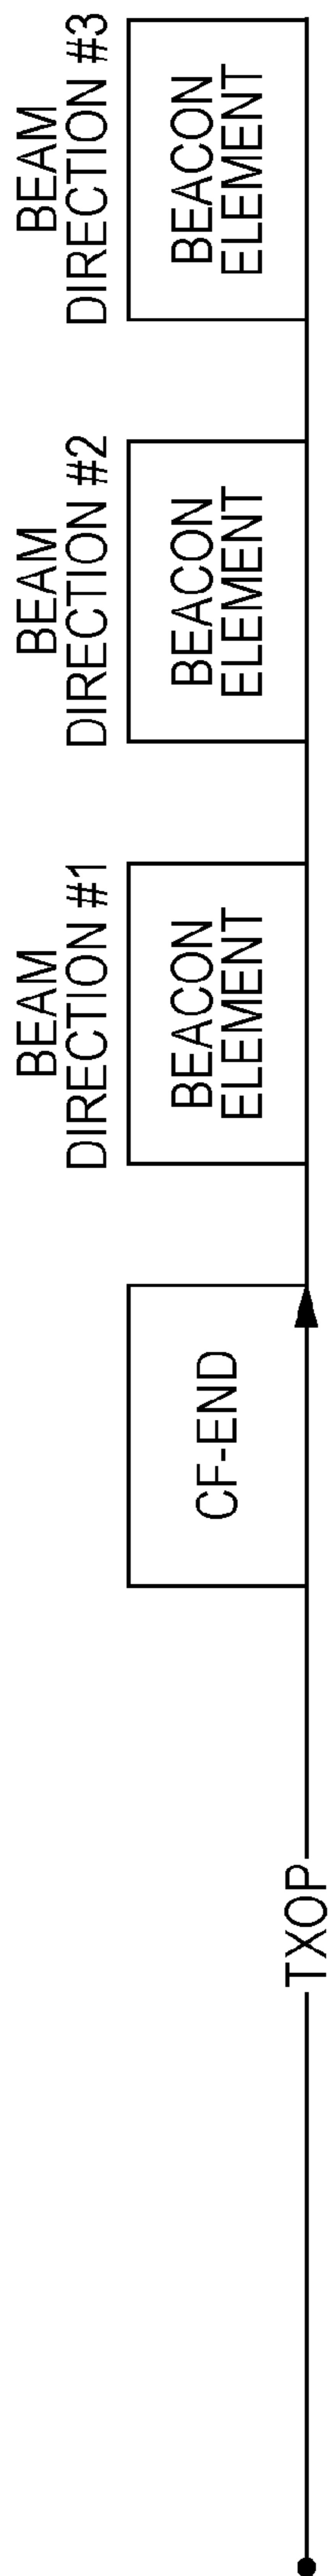 TXOP
CF-END
BEAM
DIRECTION #1
BEACON
ELEMENT
BEAM
DIRECTION #2
BEACON
ELEMENT
BEAM
DIRECTION #3
BEACON
ELEMENT